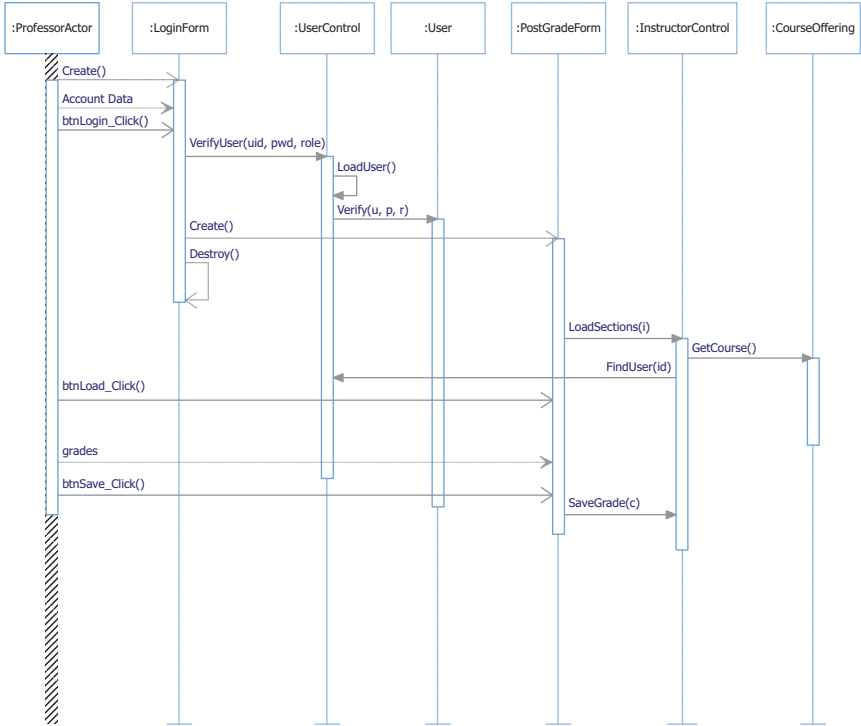 :ProfessorActor
:LoginForm
:UserControl
:User
:PostGradeForm
:InstructorControl
:CourseOffering
Create()
Account Data
btnLogin_Click()
VerifyUser(uid, pwd, role)
LoadUser()
Verify(u, p, r)
Create()
Destroy()
LoadSections(i)
GetCourse()
FindUser(id)
btnLoad_Click()
grades
btnSave_Click()
SaveGrade(c)